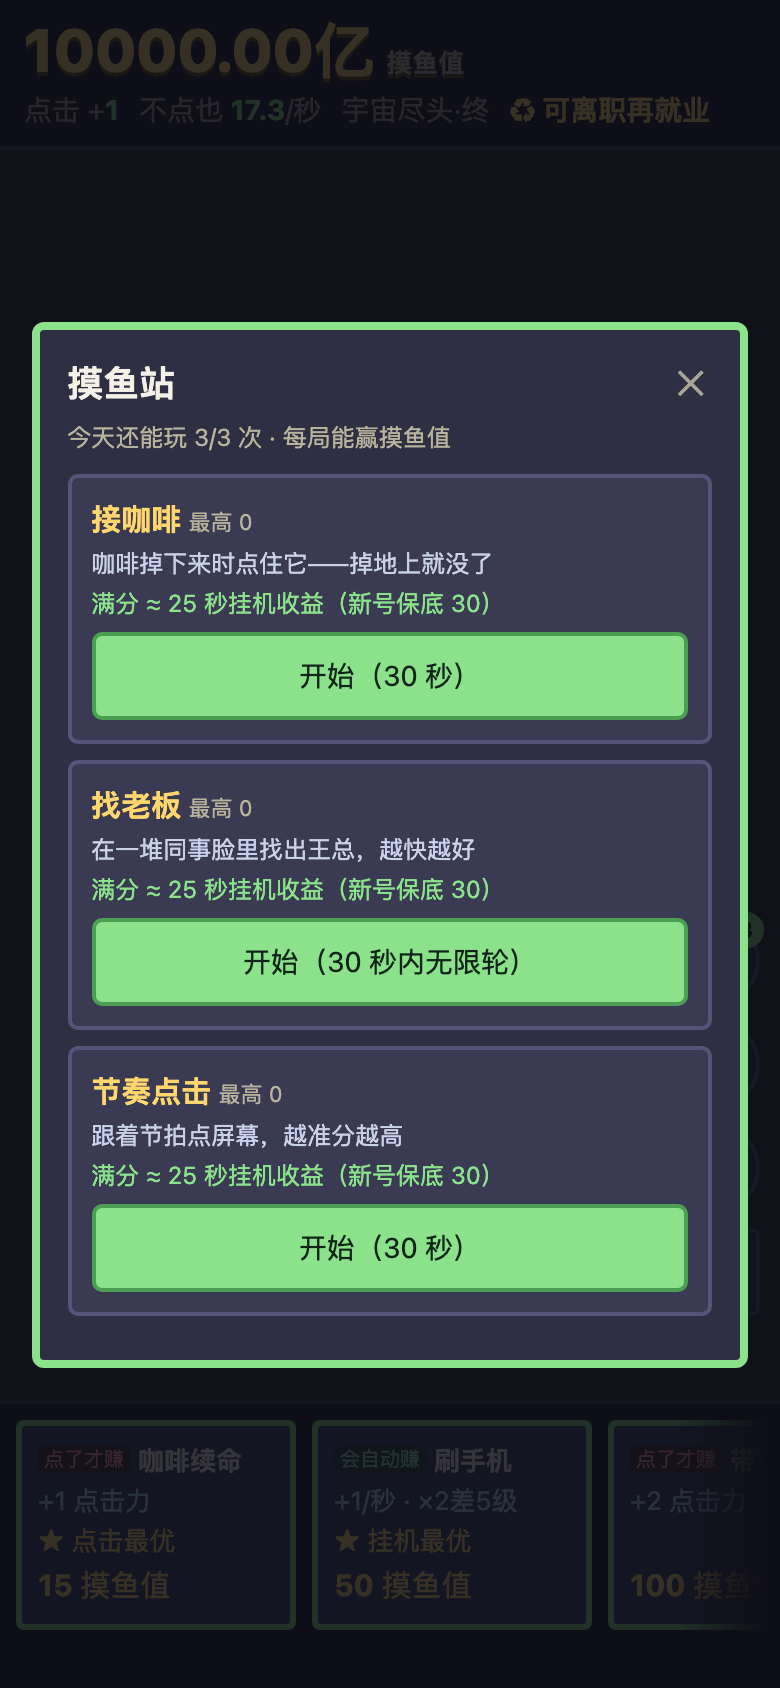 10000.00亿 摸鱼值
点击 +1 不点也 17.3/秒 宇宙尽头·终 ♻ 可离职再就业
摸鱼站
今天还能玩 3/3 次 · 每局能赢摸鱼值
接咖啡 最高 0
咖啡掉下来时点住它——掉地上就没了
满分 ≈ 25 秒挂机收益（新号保底 30）
开始（30 秒）
找老板 最高 0
在一堆同事脸里找出王总，越快越好
满分 ≈ 25 秒挂机收益（新号保底 30）
开始（30 秒内无限轮）
节奏点击 最高 0
跟着节拍点屏幕，越准分越高
满分 ≈ 25 秒挂机收益（新号保底 30）
开始（30 秒）
点了才赚 咖啡续命
+1 点击力
★ 点击最优
15 摸鱼值
会自动赚 刷手机
+1/秒 · ×2差5级
★ 挂机最优
50 摸鱼值
点了才赚 带
+2 点击力
100 摸鱼值